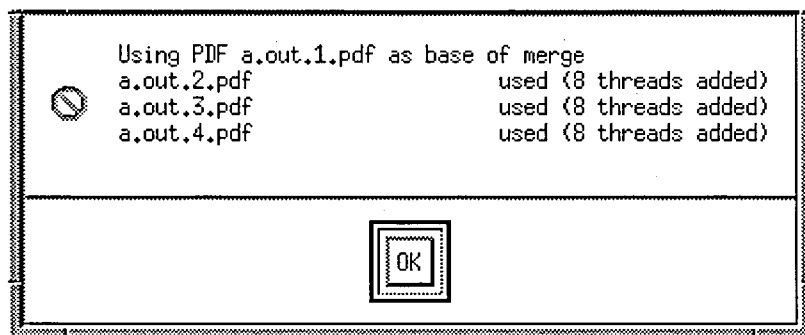 Using PDF a.out.1.pdf as base of merge
a.out.2.pdf used (8 threads added)
a.out.3.pdf used (8 threads added)
a.out.4.pdf used (8 threads added)
OK